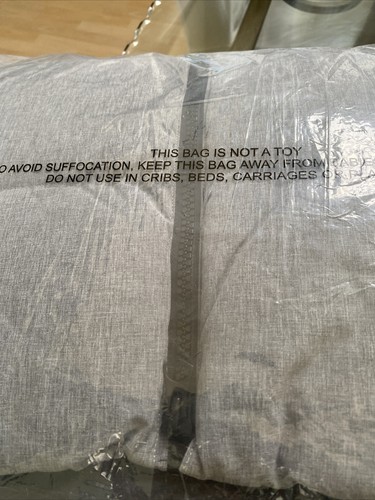 THIS BAG IS NOT A TOY
O AVOID SUFFOCATION, KEEP THIS BAG AWAY FROM
DO NOT USE IN CRIBS, BEDS, CARRIAGES